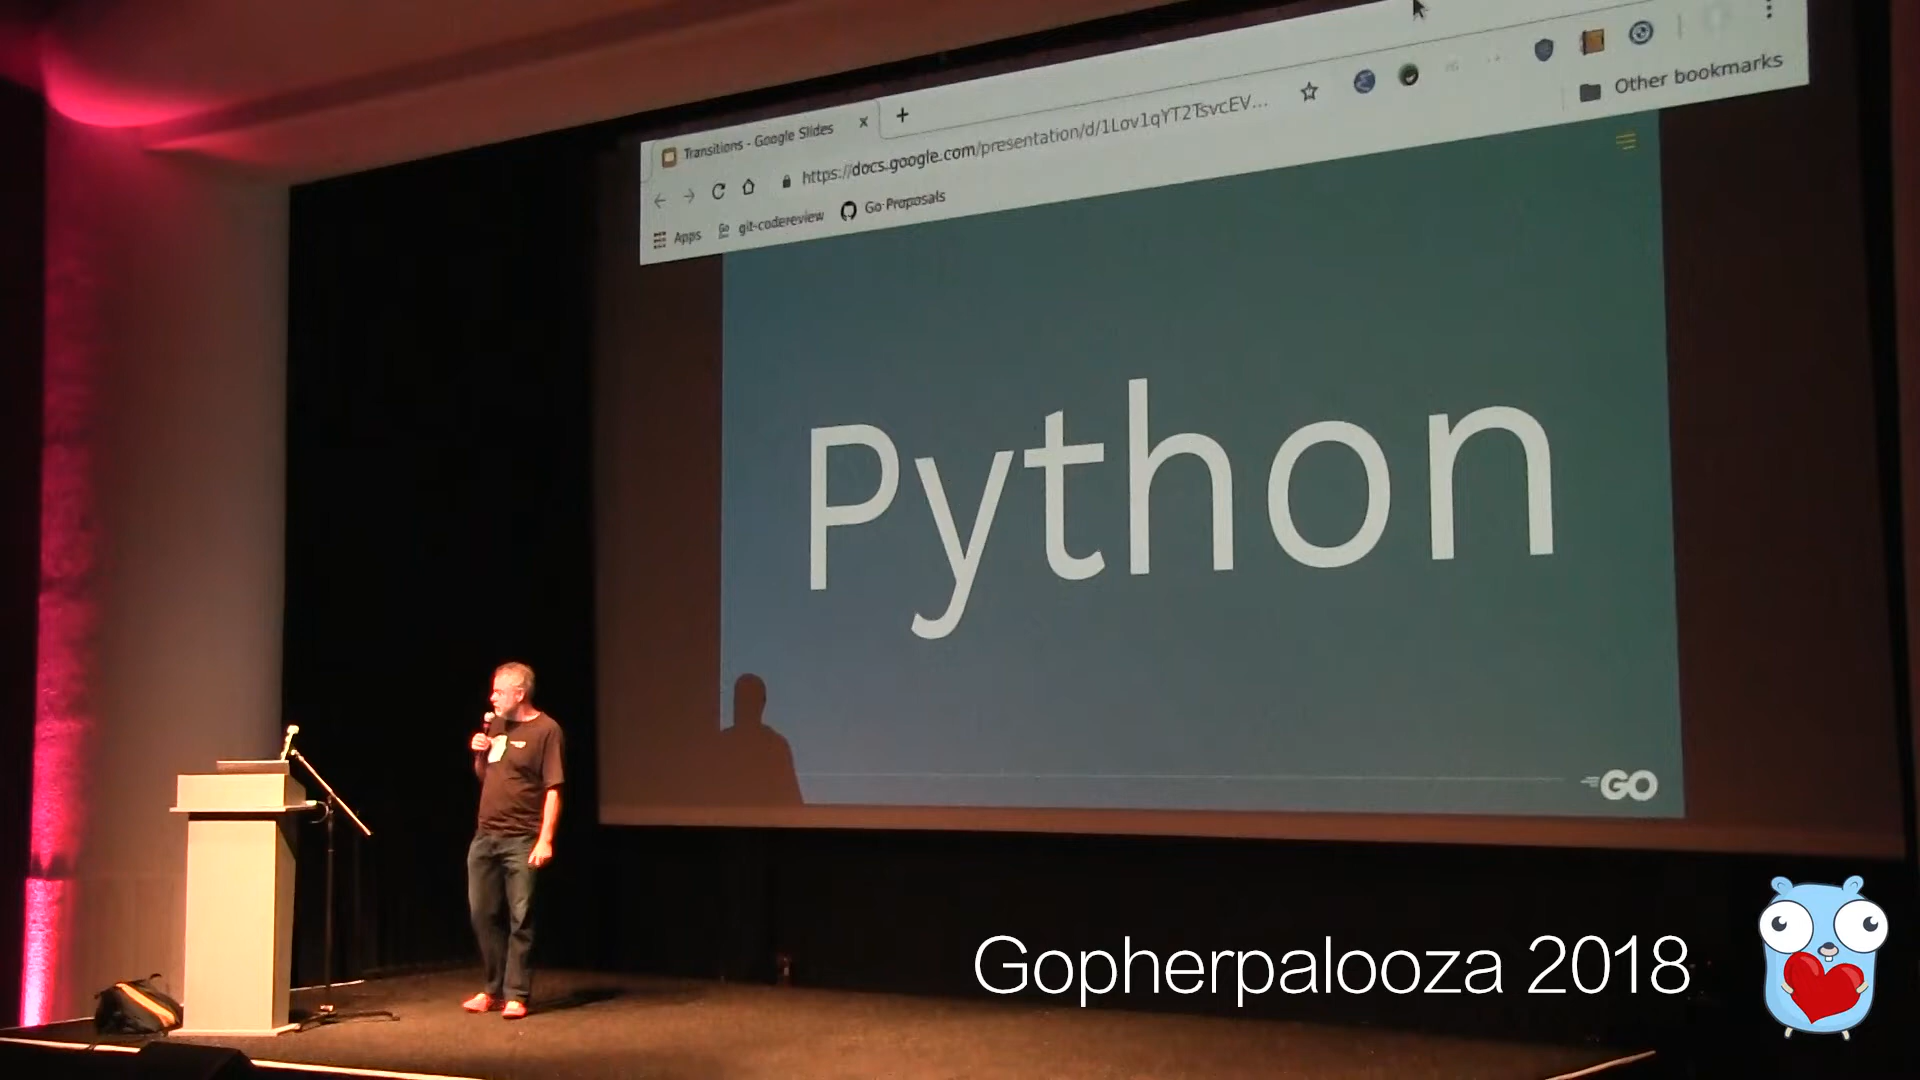 Transitions - Google Slides
https://docs.google.com/presentation/d/1Lov1qYT2TsvcEV...
Other bookmarks
Apps
git-codereview
Go Proposals
Python
GO
Gopherpalooza 2018